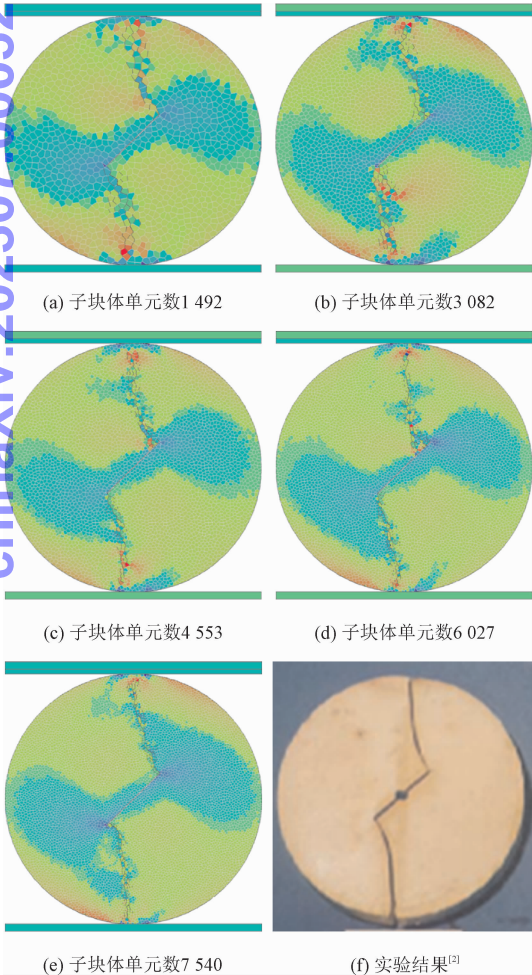 (a) 子块体单元数1 492
(b) 子块体单元数3 082
(c) 子块体单元数4 553
(d) 子块体单元数6 027
(e) 子块体单元数7 540
(f) 实验结果[2]